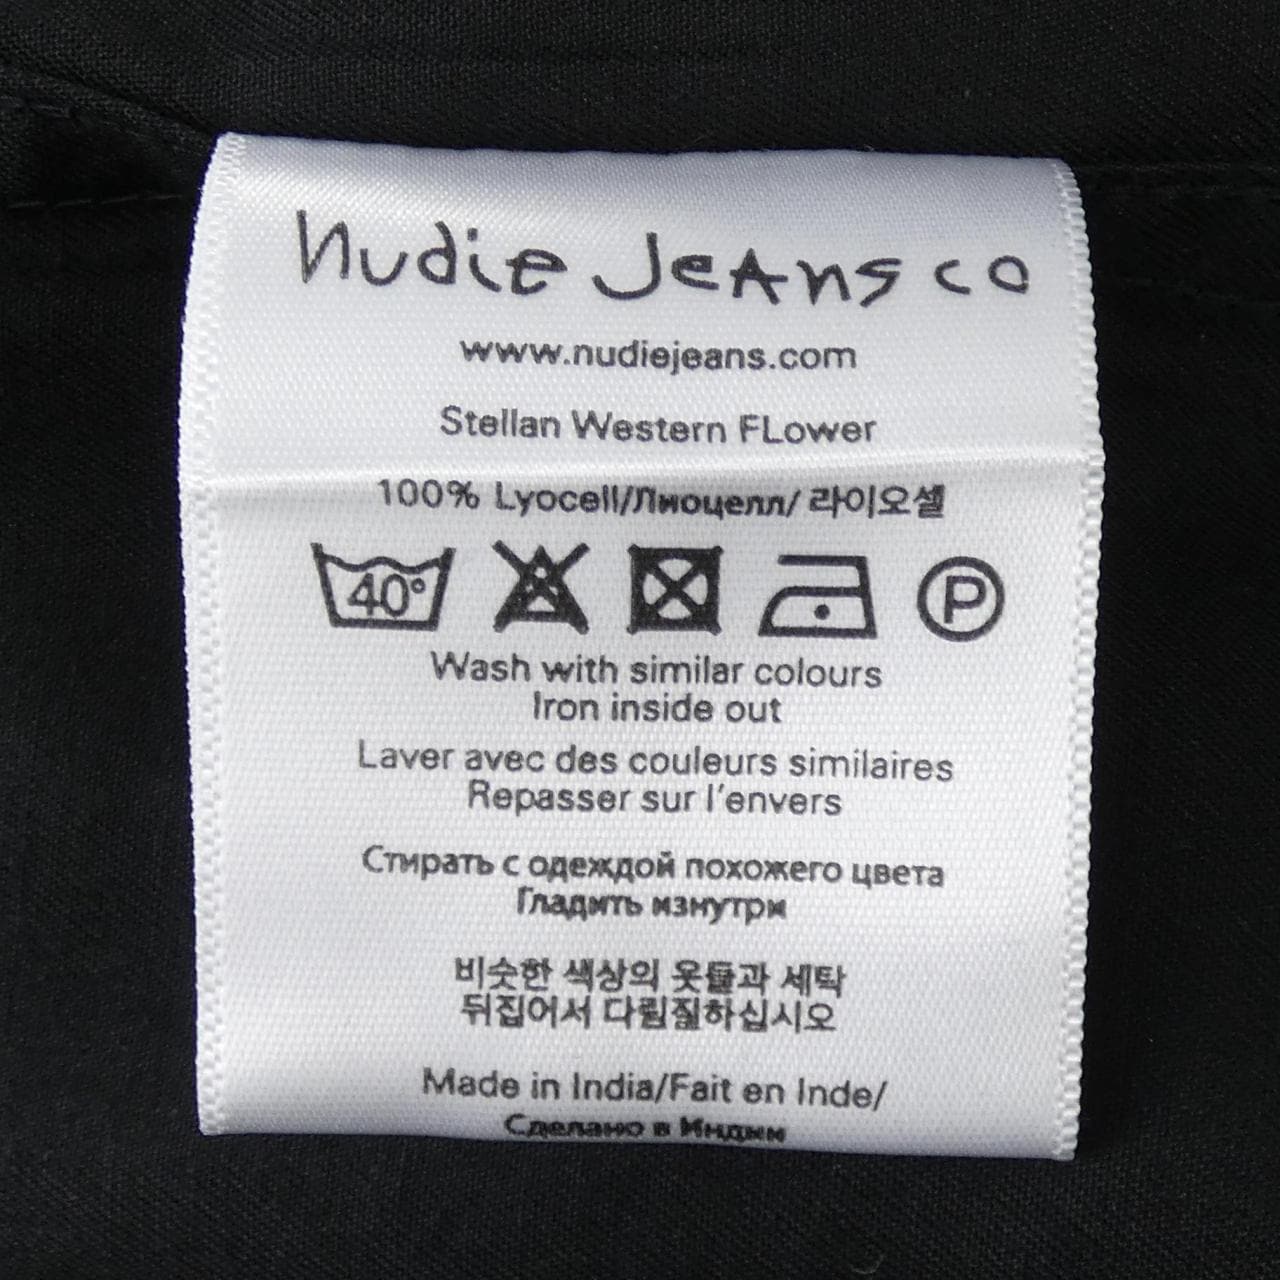 Nudie Jeans co
www.nudiejeans.com
Stellan Western FLower
100% Lyocell/Лиоцелл/ 라이오셀
40° P
Wash with similar colours
Iron inside out
Laver avec des couleurs similaires
Repasser sur l'envers
Стирать с одеждой похожего цвета
Гладить изнутри
비슷한 색상의 옷들과 세탁
뒤집어서 다림질하십시오
Made in India/Fait en Inde/
Сделано в Индии